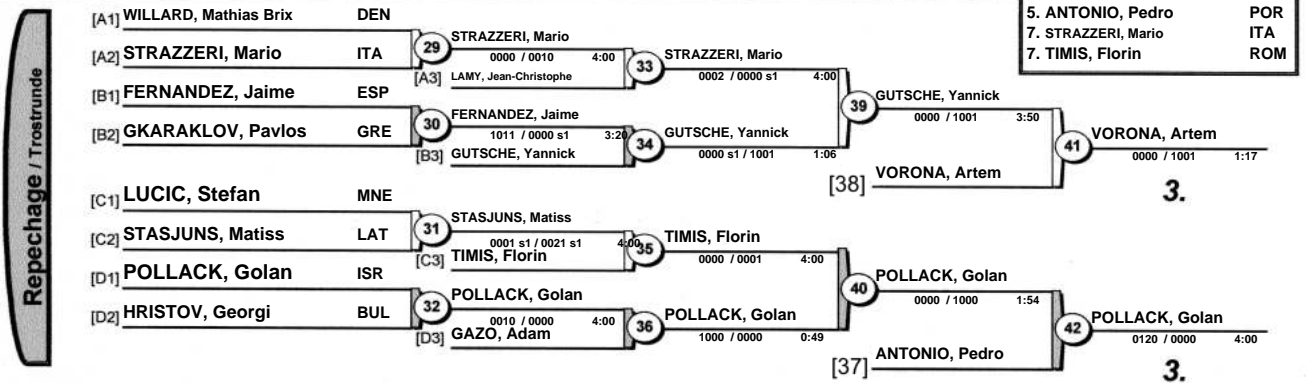 5. ANTONIO, Pedro POR
7. STRAZZERI, Mario ITA
7. TIMIS, Florin ROM
Repechage / Trostrunde
[A1] WILLARD, Mathias Brix DEN
[A2] STRAZZERI, Mario ITA
[B1] FERNANDEZ, Jaime ESP
[B2] GKARAKLOV, Pavlos GRE
[C1] LUCIC, Stefan MNE
[C2] STASJUNS, Matiss LAT
[D1] POLLACK, Golan ISR
[D2] HRISTOV, Georgi BUL
29
STRAZZERI, Mario
0000 / 0010 4:00
[A3] LAMY, Jean-Christophe
30
FERNANDEZ, Jaime
1011 / 0000 s1 3:20
[B3] GUTSCHE, Yannick
31
STASJUNS, Matiss
0001 s1 / 0021 s1 4:00
[C3] TIMIS, Florin
32
POLLACK, Golan
0010 / 0000 4:00
[D3] GAZO, Adam
33
STRAZZERI, Mario
0002 / 0000 s1 4:00
34
GUTSCHE, Yannick
0000 s1 / 1001 1:06
35
TIMIS, Florin
0000 / 0001 4:00
36
POLLACK, Golan
1000 / 0000 0:49
39
GUTSCHE, Yannick
0000 / 1001 3:50
[38] VORONA, Artem
40
POLLACK, Golan
0000 / 1000 1:54
[37] ANTONIO, Pedro
41
VORONA, Artem
0000 / 1001 1:17
3.
42
POLLACK, Golan
0120 / 0000 4:00
3.